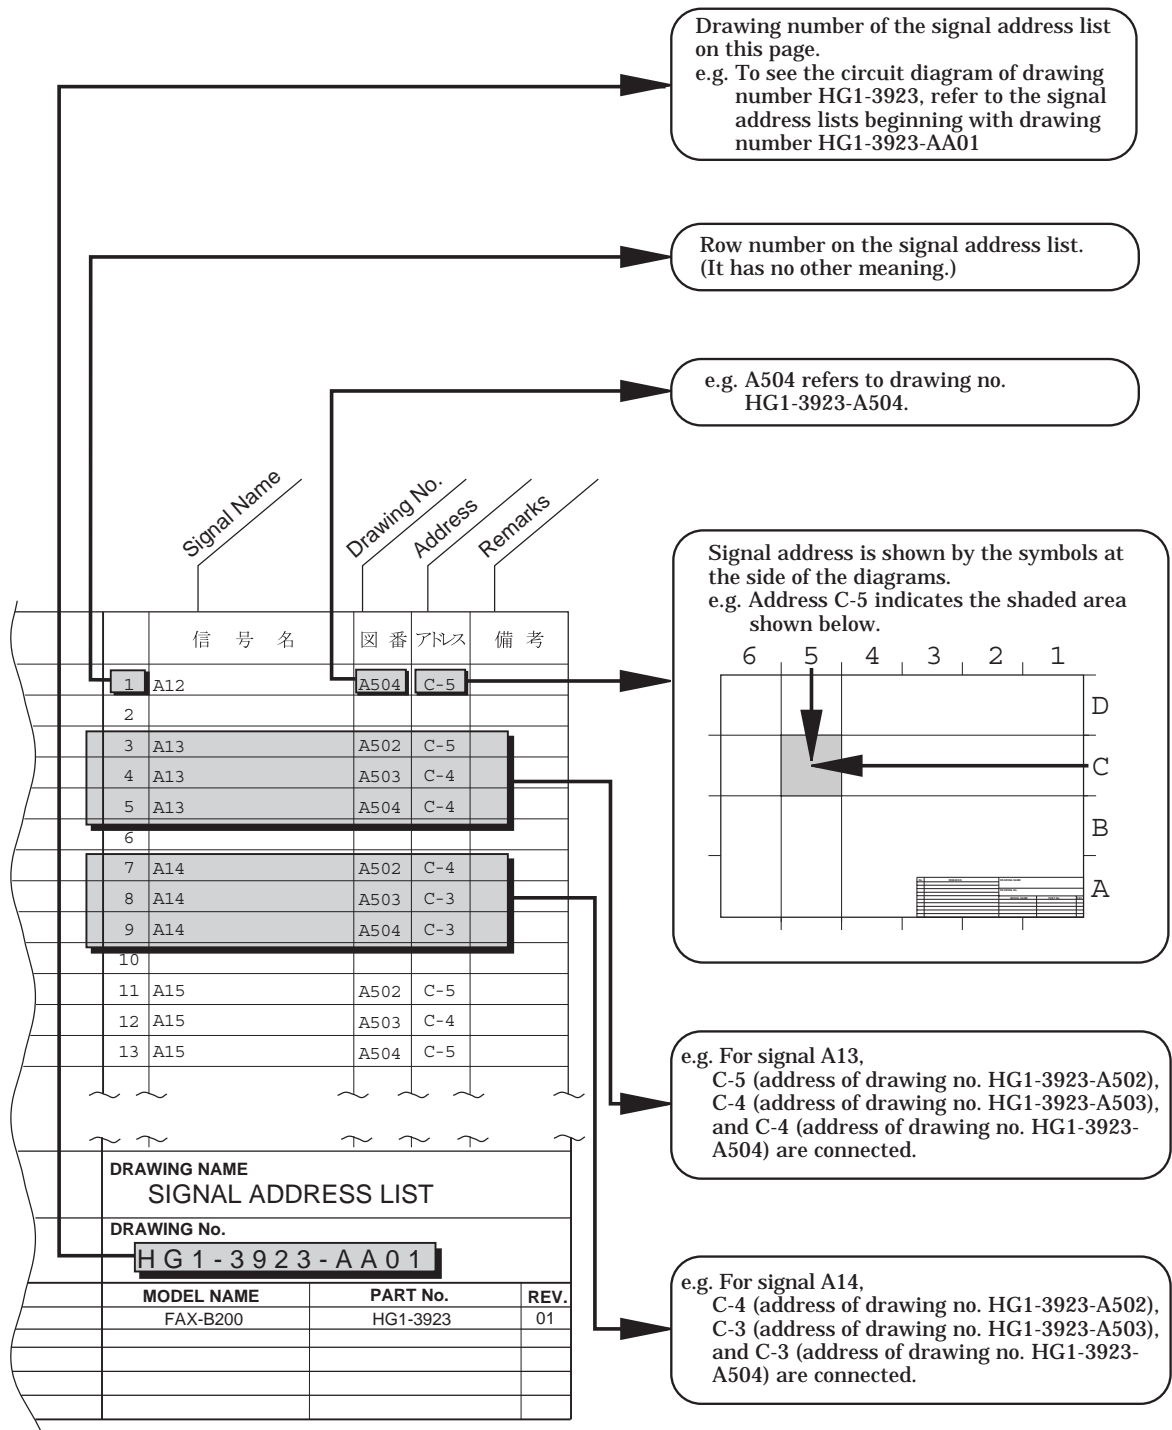 Drawing number of the signal address list
on this page.
e.g. To see the circuit diagram of drawing
number HG1-3923, refer to the signal
address lists beginning with drawing
number HG1-3923-AA01
Row number on the signal address list.
(It has no other meaning.)
e.g. A504 refers to drawing no.
HG1-3923-A504.
Signal Name
Drawing No.
Address
Remarks
Signal address is shown by the symbols at
the side of the diagrams.
e.g. Address C-5 indicates the shaded area
shown below.
6 5 4 3 2 1
D
C
B
A
信号名 図番 アドレス 備考
1 A12 A504 C-5
2
3 A13 A502 C-5
4 A13 A503 C-4
5 A13 A504 C-4
6
7 A14 A502 C-4
8 A14 A503 C-3
9 A14 A504 C-3
10
11 A15 A502 C-5
12 A15 A503 C-4
13 A15 A504 C-5
e.g. For signal A13,
C-5 (address of drawing no. HG1-3923-A502),
C-4 (address of drawing no. HG1-3923-A503),
and C-4 (address of drawing no. HG1-3923-
A504) are connected.
DRAWING NAME
SIGNAL ADDRESS LIST
DRAWING No.
HG1-3923-AA01
MODEL NAME PART No. REV.
FAX-B200 HG1-3923 01
e.g. For signal A14,
C-4 (address of drawing no. HG1-3923-A502),
C-3 (address of drawing no. HG1-3923-A503),
and C-3 (address of drawing no. HG1-3923-
A504) are connected.